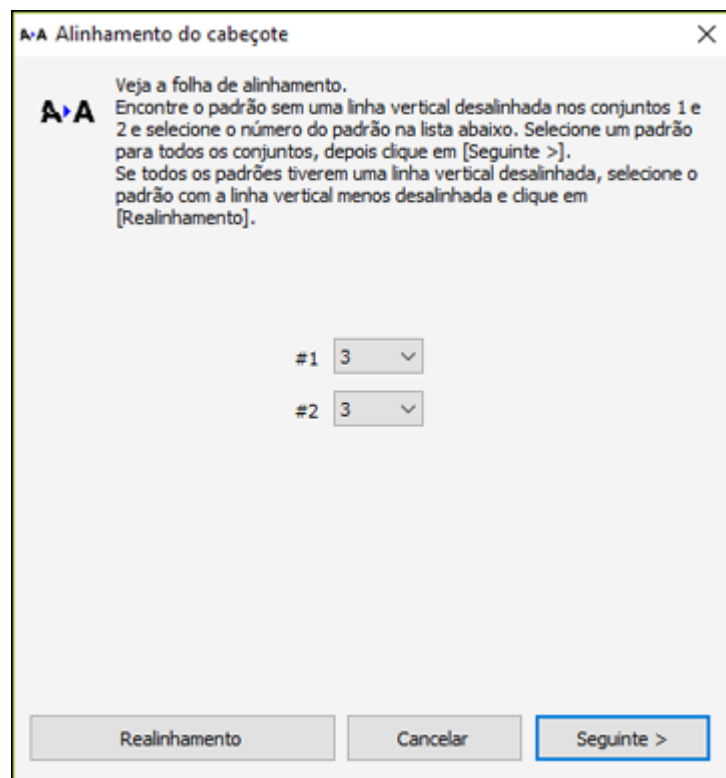 A›A Alinhamento do cabeçote
A›A
Veja a folha de alinhamento.
Encontre o padrão sem uma linha vertical desalinhada nos conjuntos 1 e
2 e selecione o número do padrão na lista abaixo. Selecione um padrão
para todos os conjuntos, depois clique em [Seguinte >].
Se todos os padrões tiverem uma linha vertical desalinhada, selecione o
padrão com a linha vertical menos desalinhada e clique em
[Realinhamento].
#1 3
#2 3
Realinhamento Cancelar Seguinte >